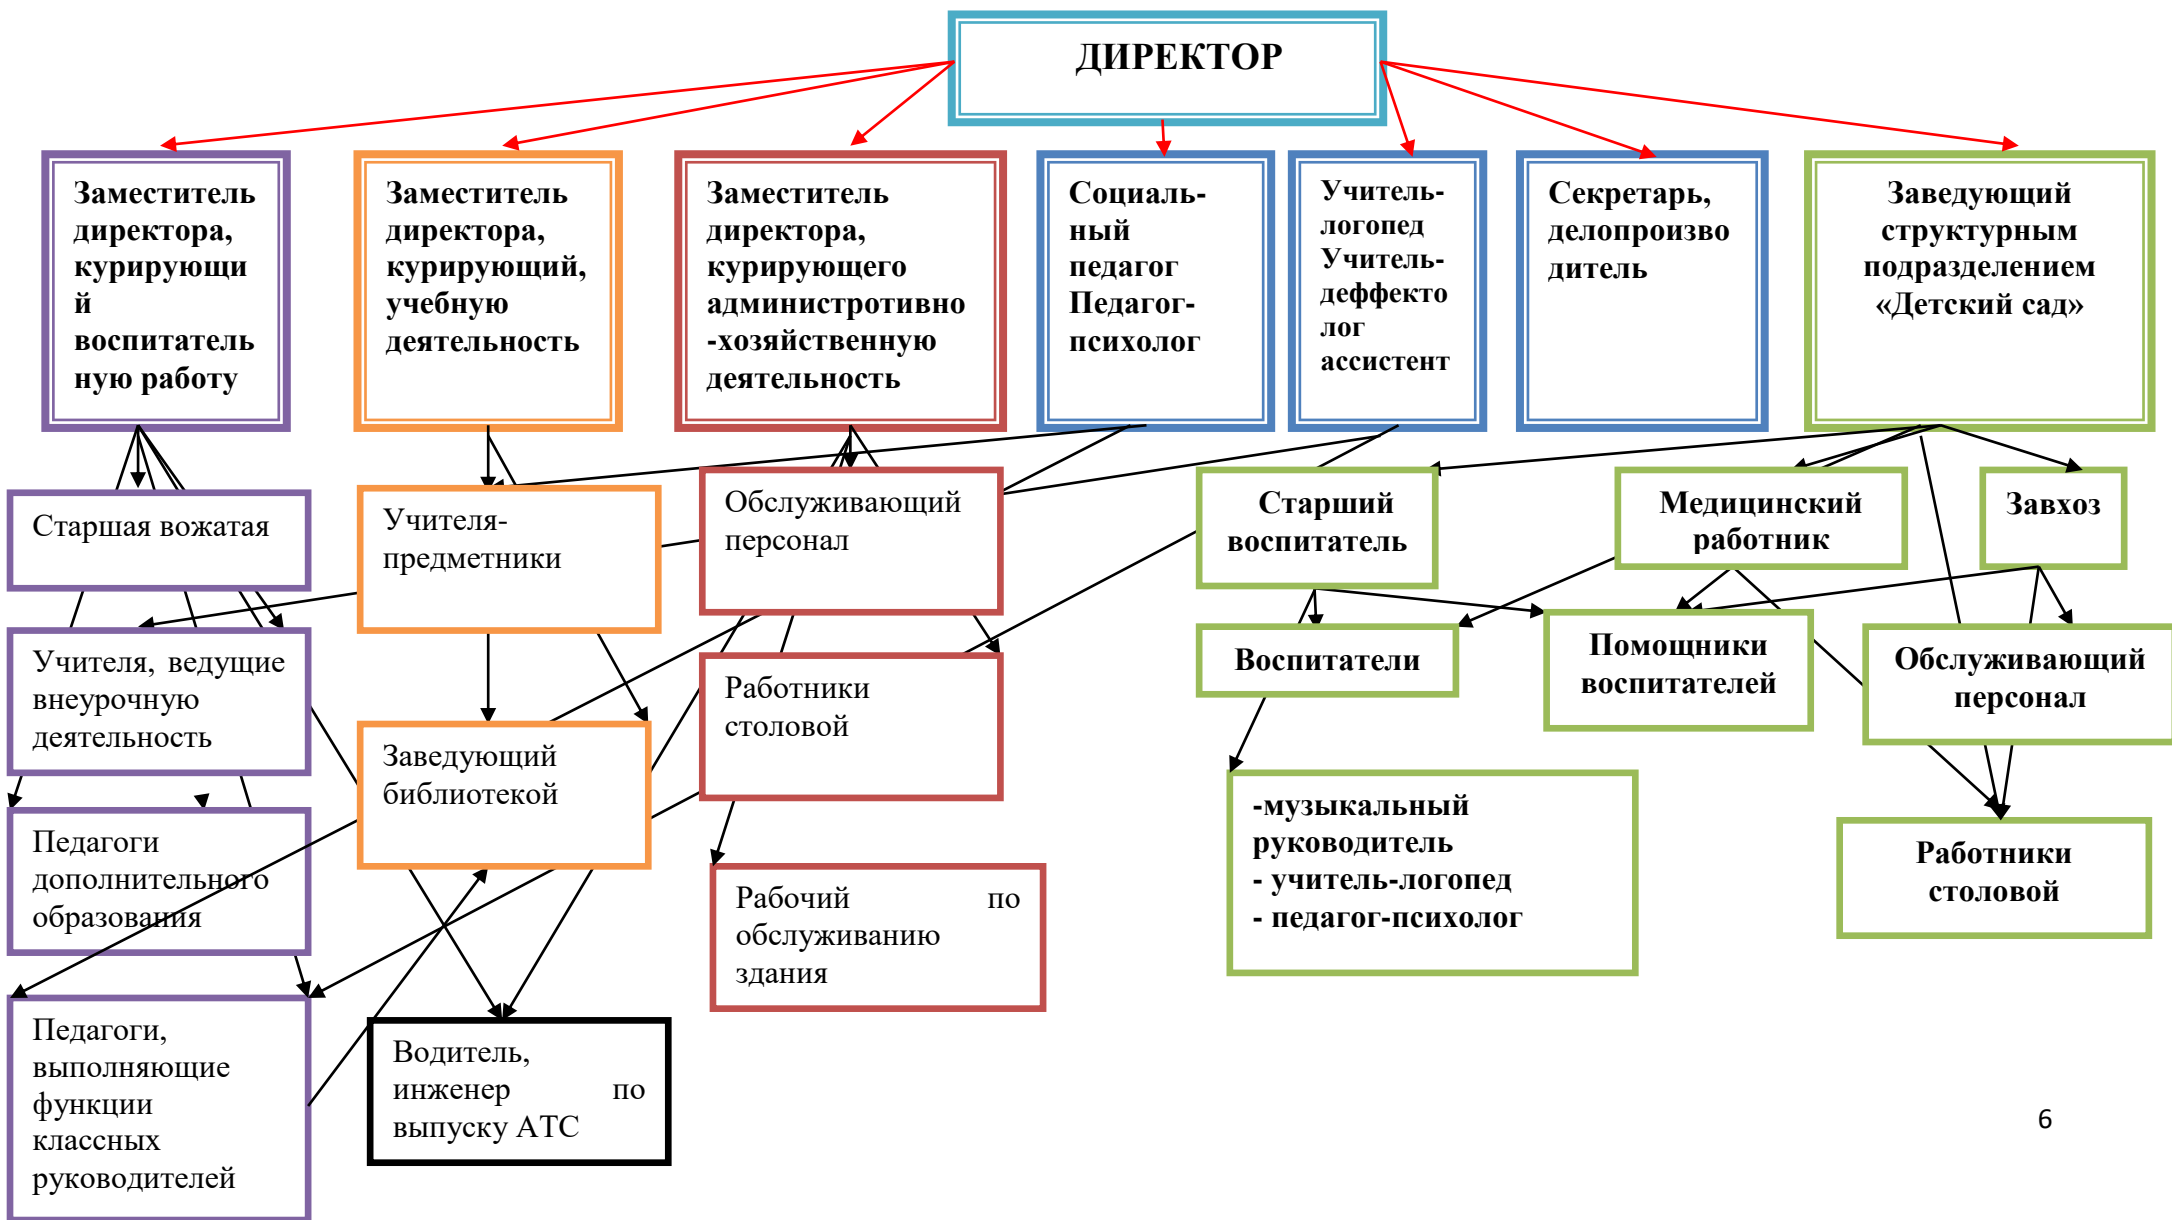 ДИРЕКТОР
Заместитель
директора,
курирующи
й
воспитатель
ную работу
Заместитель
директора,
курирующий,
учебную
деятельность
Заместитель
директора,
курирующего
администротивно
-хозяйственную
деятельность
Социаль-
ный
педагог
Педагог-
психолог
Учитель-
логопед
Учитель-
деффекто
лог
ассистент
Секретарь,
делопроизво
дитель
Заведующий
структурным
подразделением
«Детский сад»
Старшая вожатая
Учителя-
предметники
Обслуживающий
персонал
Старший
воспитатель
Медицинский
работник
Завхоз
Учителя, ведущие
внеурочную
деятельность
Работники
столовой
Воспитатели
Помощники
воспитателей
Обслуживающий
персонал
Заведующий
библиотекой
Педагоги
дополнительного
образования
-музыкальный
руководитель
- учитель-логопед
- педагог-психолог
Работники
столовой
Рабочий по
обслуживанию
здания
Педагоги,
выполняющие
функции
классных
руководителей
Водитель,
инженер по
выпуску АТС
6